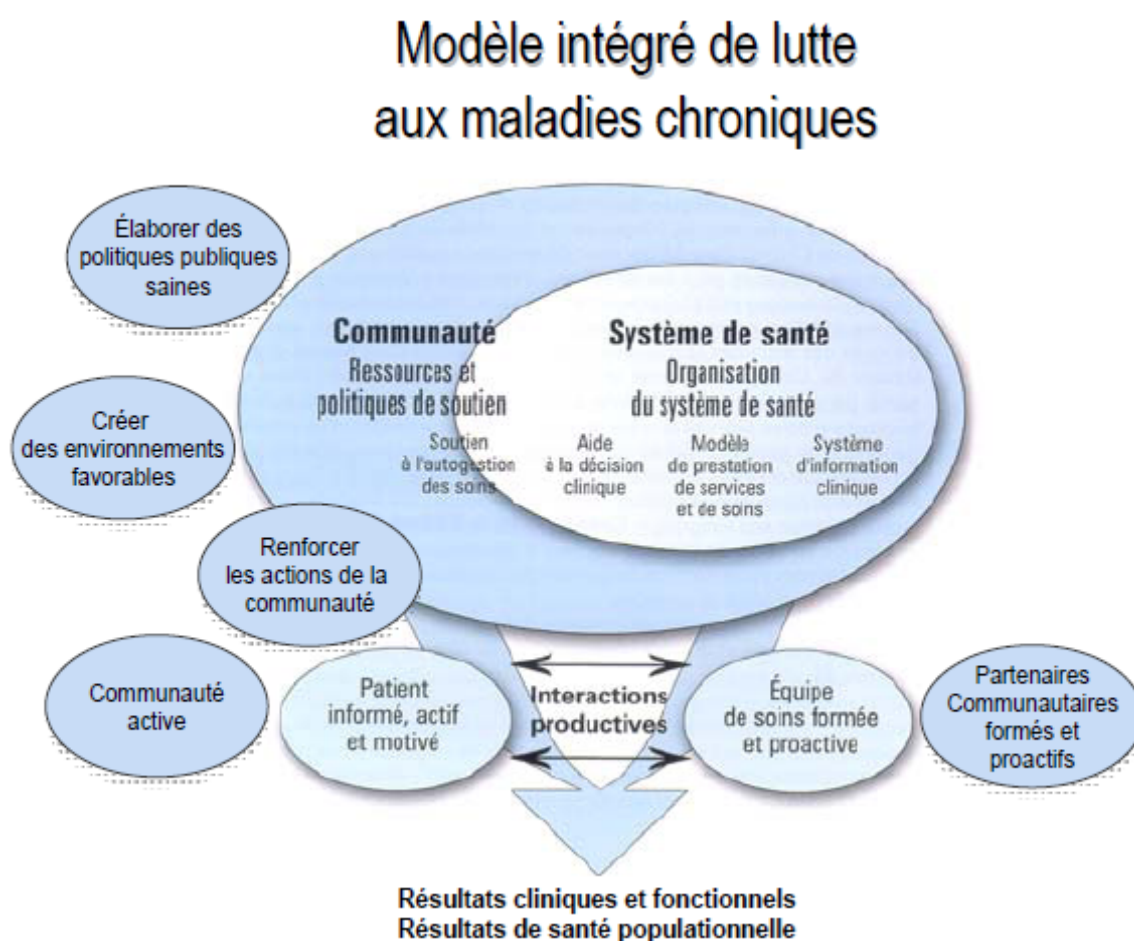 Modèle intégré de lutte
aux maladies chroniques
Élaborer des
politiques publiques
saines
Communauté
Ressources et
politiques de soutien
Système de santé
Organisation
du système de santé
Soutien
à l'autogestion
des soins
Aide
à la décision
clinique
Modèle
de prestation
de services
et de soins
Système
d'information
clinique
Créer
des environnements
favorables
Renforcer
les actions de la
communauté
Communauté
active
Patient
informé, actif
et motivé
Interactions
productives
Équipe
de soins formée
et proactive
Partenaires
Communautaires
formés et
proactifs
Résultats cliniques et fonctionnels
Résultats de santé populationnelle